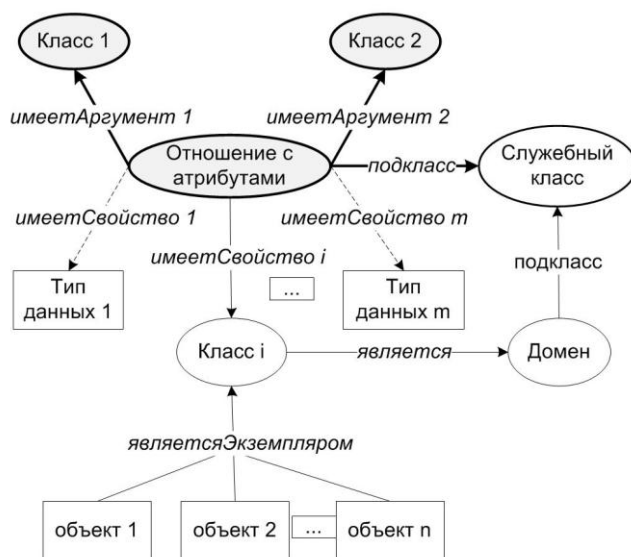 Класс 1
Класс 2
имеетАргумент 1
имеетАргумент 2
Отношение с
атрибутами
подкласс
Служебный
класс
имеетСвойство 1
имеетСвойство m
имеетСвойство i
подкласс
Тип
данных 1
...
Тип
данных m
Класс i
является
Домен
являетсяЭкземпляром
объект 1
объект 2
...
объект n